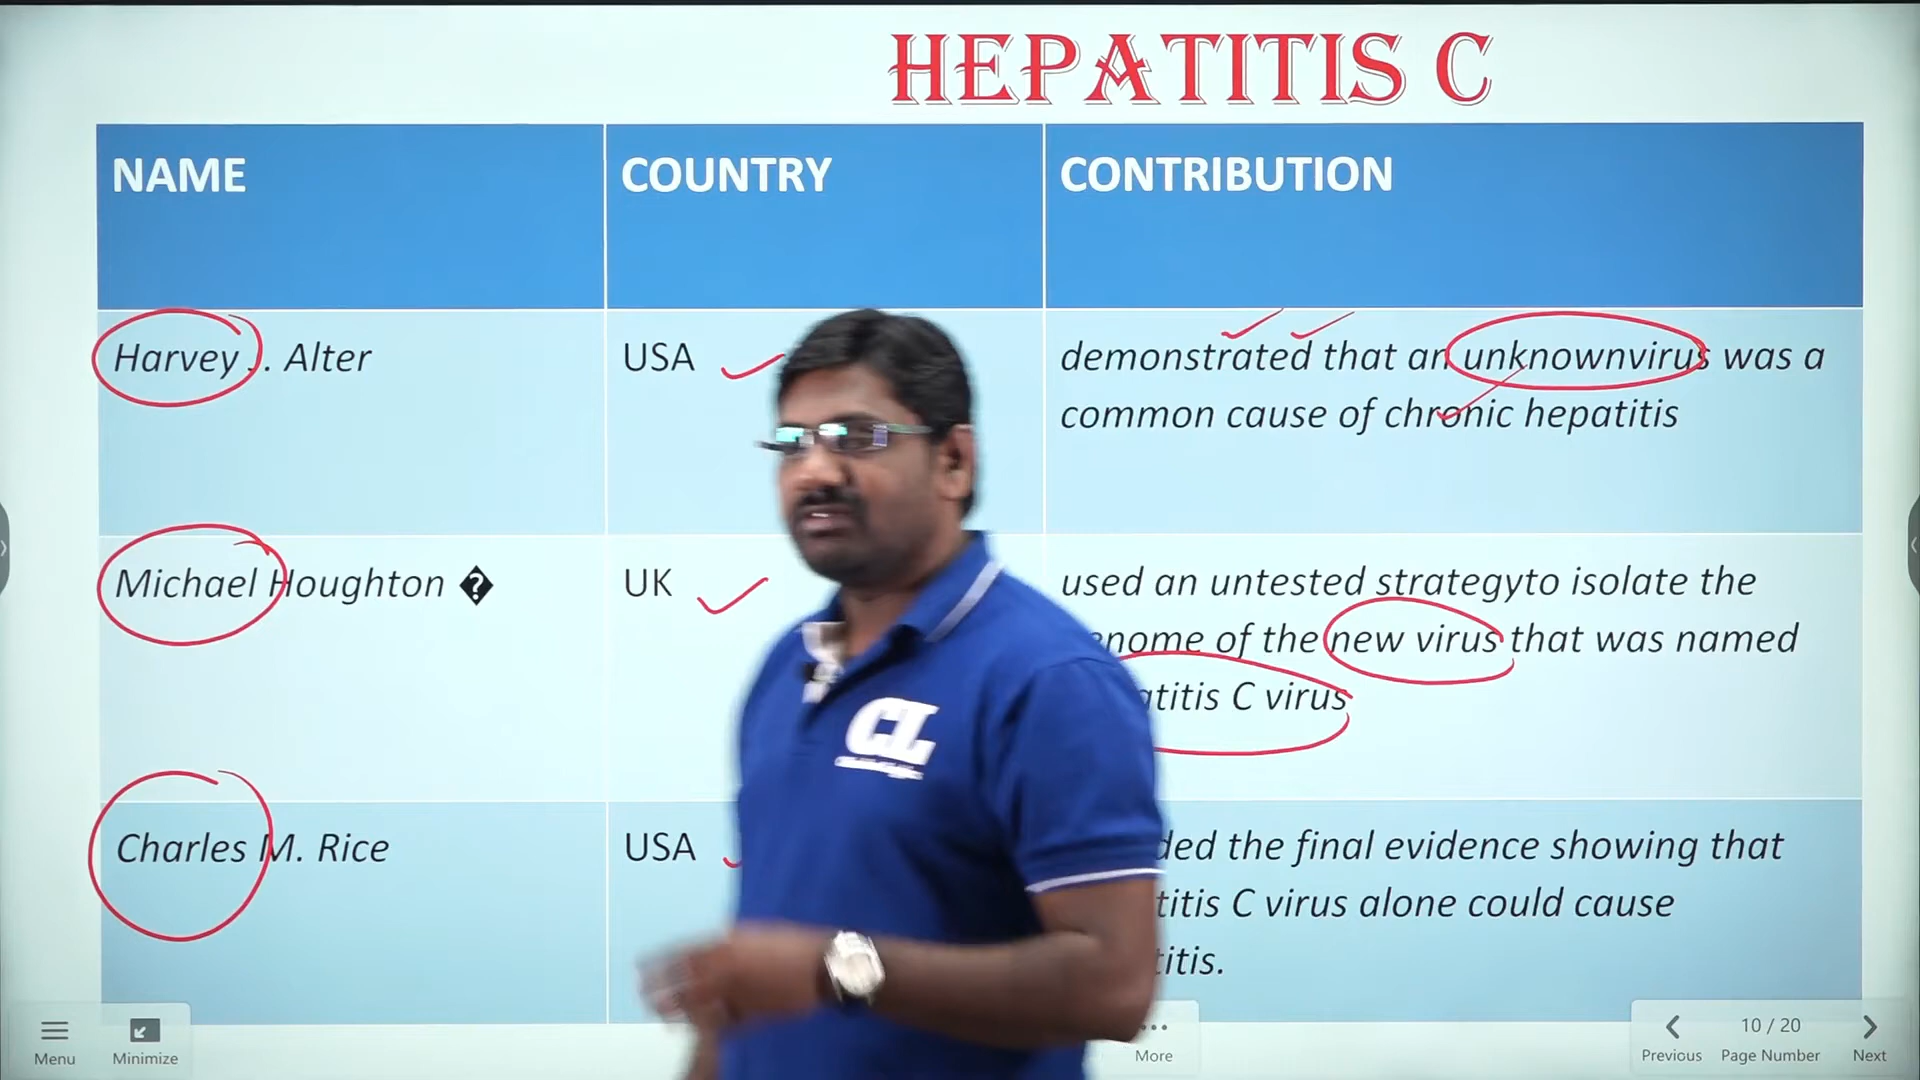 HEPATITIS C
NAME
COUNTRY
CONTRIBUTION
Harvey J. Alter
USA
demonstrated that an unknownvirus was a
common cause of chronic hepatitis
Michael Houghton �
UK
used an untested strategyto isolate the
enome of the new virus that was named
atitis C virus
Charles M. Rice
USA
ded the final evidence showing that
titis C virus alone could cause
titis.
CL
Menu
Minimize
More
10 / 20
Previous
Page Number
Next